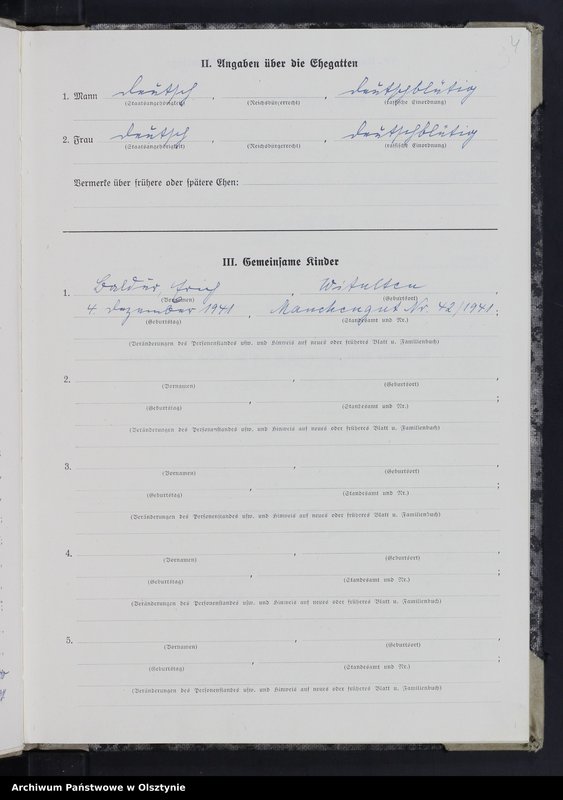 4
II. Angaben über die Ehegatten
1. Mann deutsch, , deutschblütig
(Staatsangehörigkeit) (Reichsbürgerrecht) (rassische Einordnung)
2. Frau deutsch, , deutschblütig
(Staatsangehörigkeit) (Reichsbürgerrecht) (rassische Einordnung)
Vermerke über frühere oder spätere Ehen:
III. Gemeinsame Kinder
1. Baldur, Erich, Witulten,
(Vornamen) (Geburtsort)
4. Dezember 1941, Manchengut Nr. 42/1941;
(Geburtstag) (Standesamt und Nr.)
(Veränderungen des Personenstandes usw. und Hinweis auf neues oder früheres Blatt u. Familienbuch)
2. , ,
(Vornamen) (Geburtsort)
, ;
(Geburtstag) (Standesamt und Nr.)
(Veränderungen des Personenstandes usw. und Hinweis auf neues oder früheres Blatt u. Familienbuch)
3. , ,
(Vornamen) (Geburtsort)
, ;
(Geburtstag) (Standesamt und Nr.)
(Veränderungen des Personenstandes usw. und Hinweis auf neues oder früheres Blatt u. Familienbuch)
4. , ,
(Vornamen) (Geburtsort)
, ;
(Geburtstag) (Standesamt und Nr.)
(Veränderungen des Personenstandes usw. und Hinweis auf neues oder früheres Blatt u. Familienbuch)
5. , ,
(Vornamen) (Geburtsort)
, ;
(Geburtstag) (Standesamt und Nr.)
(Veränderungen des Personenstandes usw. und Hinweis auf neues oder früheres Blatt u. Familienbuch)
Archiwum Państwowe w Olsztynie